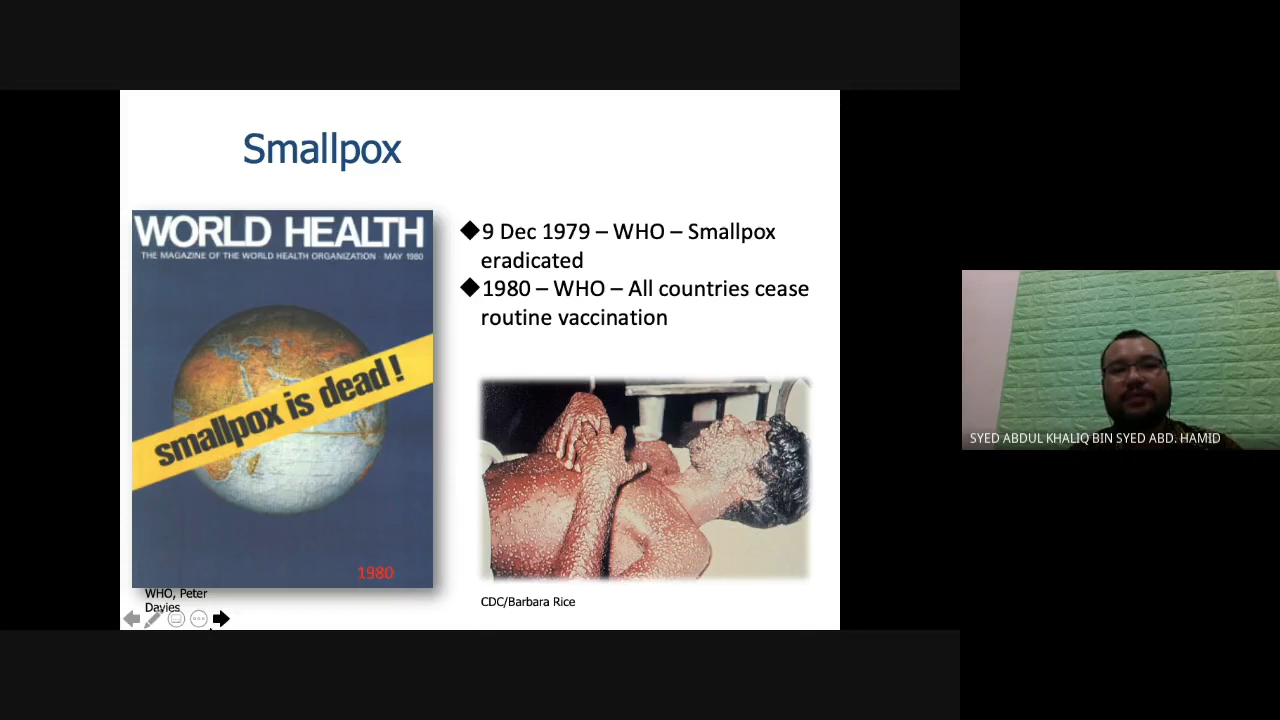 Smallpox
WORLD HEALTH
THE MAGAZINE OF THE WORLD HEALTH ORGANIZATION · MAY 1980
smallpox is dead!
1980
WHO, Peter
Davies
◆9 Dec 1979 – WHO – Smallpox
eradicated
◆1980 – WHO – All countries cease
routine vaccination
CDC/Barbara Rice
SYED ABDUL KHALIQ BIN SYED ABD. HAMID